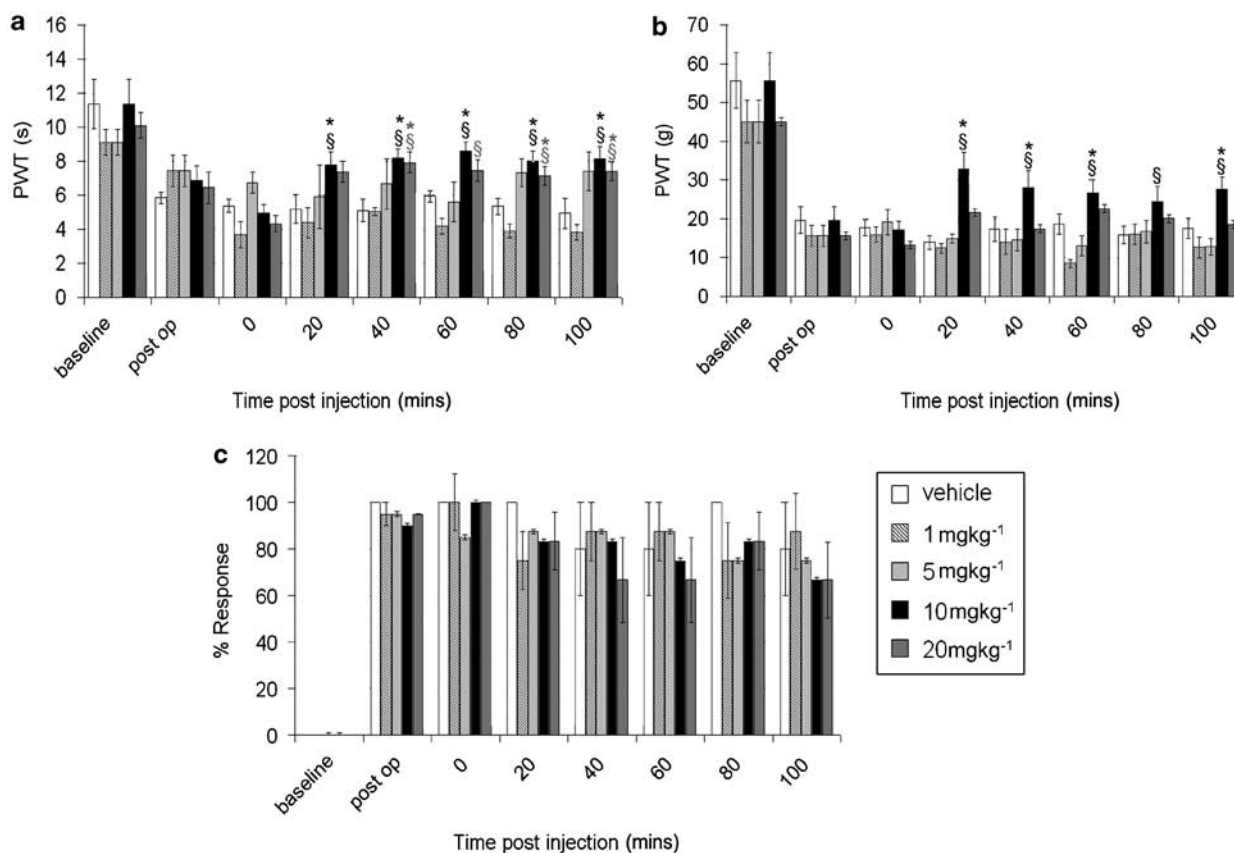 a
PWT (s)
16
14
12
10
8
6
4
2
0
* § * § * § * § § * § * § * § * §
baseline
post op
0
20
40
60
80
100
Time post injection (mins)
b
PWT (g)
70
60
50
40
30
20
10
0
* § * § * § § * §
baseline
post op
0
20
40
60
80
100
Time post injection (mins)
c
% Response
120
100
80
60
40
20
0
baseline
post op
0
20
40
60
80
100
Time post injection (mins)
vehicle
1 mgkg⁻¹
5 mgkg⁻¹
10 mgkg⁻¹
20 mgkg⁻¹